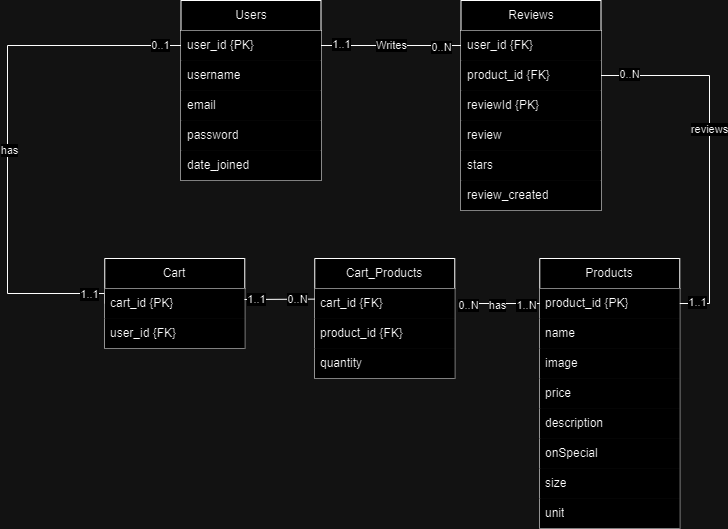 Users
user_id {PK}
username
email
password
date_joined
Reviews
user_id {FK}
product_id {FK}
reviewId {PK}
review
stars
review_created
0..1
1..1
Writes
0..N
0..N
reviews
has
Cart
cart_id {PK}
user_id {FK}
1..1
1..1
0..N
Cart_Products
cart_id {FK}
product_id {FK}
quantity
0..N
has
1..N
Products
product_id {PK}
name
image
price
description
onSpecial
size
unit
1..1